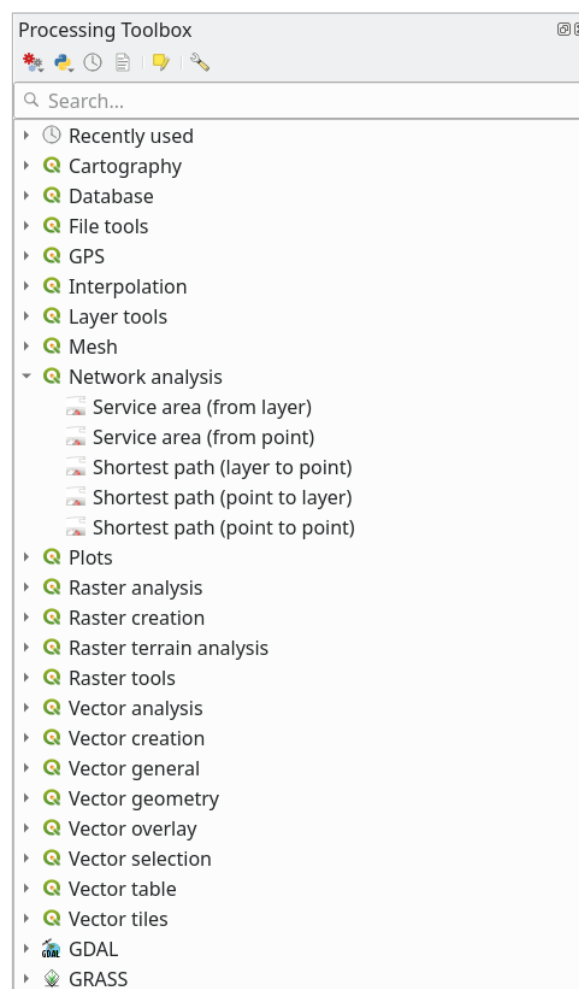 Processing Toolbox
Search...
Recently used
Cartography
Database
File tools
GPS
Interpolation
Layer tools
Mesh
Network analysis
Service area (from layer)
Service area (from point)
Shortest path (layer to point)
Shortest path (point to layer)
Shortest path (point to point)
Plots
Raster analysis
Raster creation
Raster terrain analysis
Raster tools
Vector analysis
Vector creation
Vector general
Vector geometry
Vector overlay
Vector selection
Vector table
Vector tiles
GDAL
GRASS